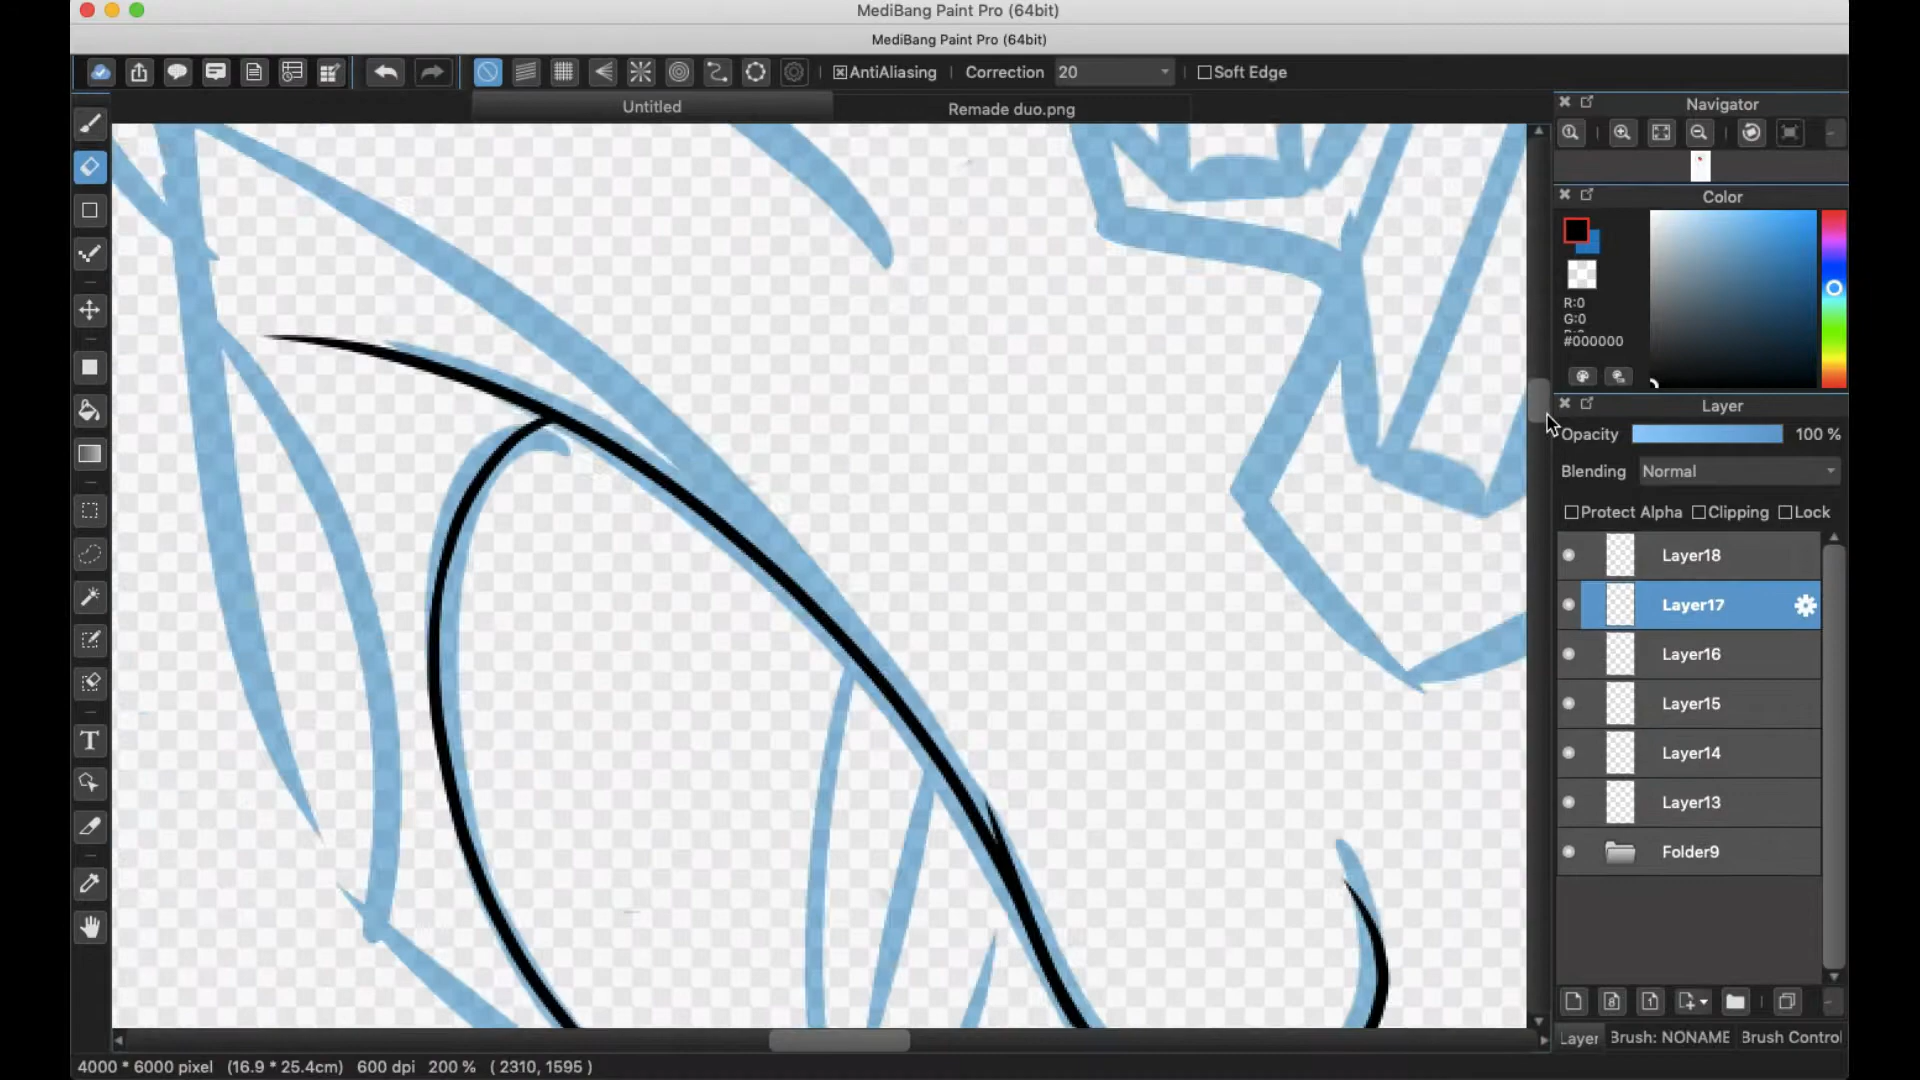 MediBang Paint Pro (64bit)
MediBang Paint Pro (64bit)
AntiAliasing
Correction 20
Soft Edge
Untitled
Remade duo.png
Navigator
Color
R:0
G:0
#000000
Layer
Opacity 100 %
Blending Normal
Protect Alpha Clipping Lock
Layer18
Layer17
Layer16
Layer15
Layer14
Layer13
Folder9
Layer Brush: NONAME Brush Control
4000 * 6000 pixel (16.9 * 25.4cm) 600 dpi 200 % ( 2310, 1595 )